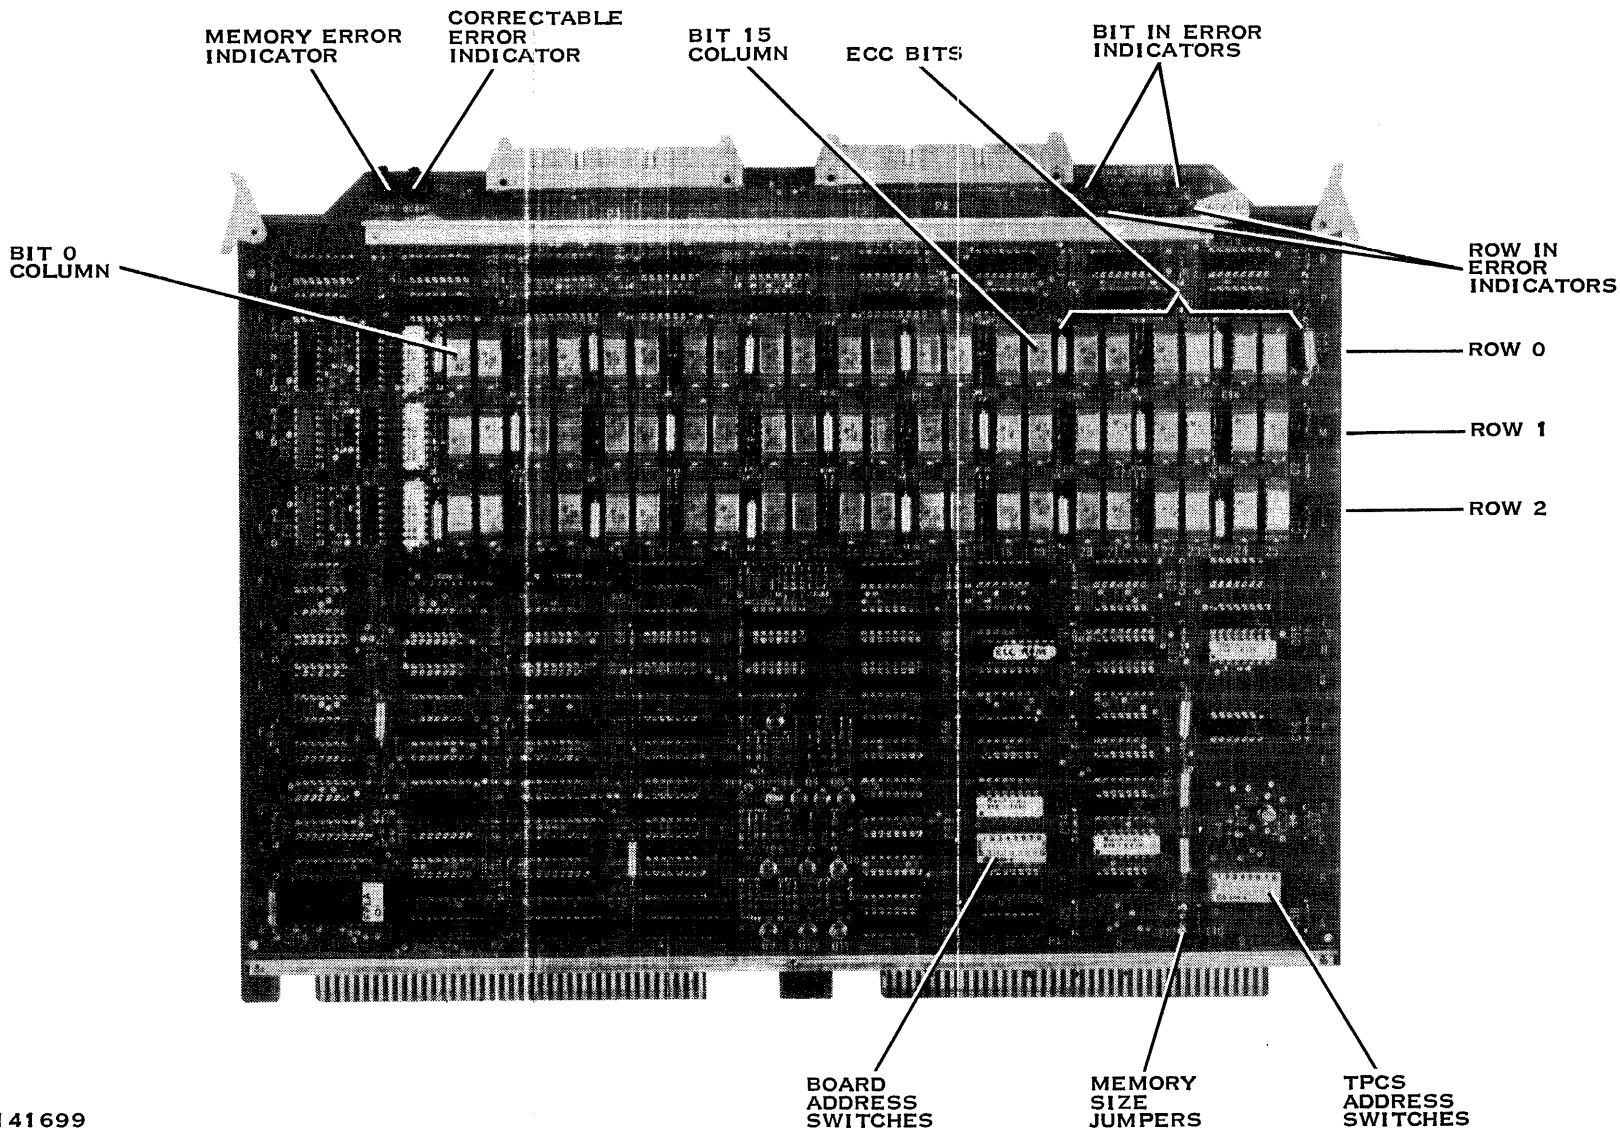 MEMORY ERROR
INDICATOR
CORRECTABLE
ERROR
INDICATOR
BIT 15
COLUMN
ECC BITS
BIT IN ERROR
INDICATORS
BIT 0
COLUMN
ROW IN
ERROR
INDICATORS
ROW 0
ROW 1
ROW 2
BOARD
ADDRESS
SWITCHES
MEMORY
SIZE
JUMPERS
TPCS
ADDRESS
SWITCHES
141699